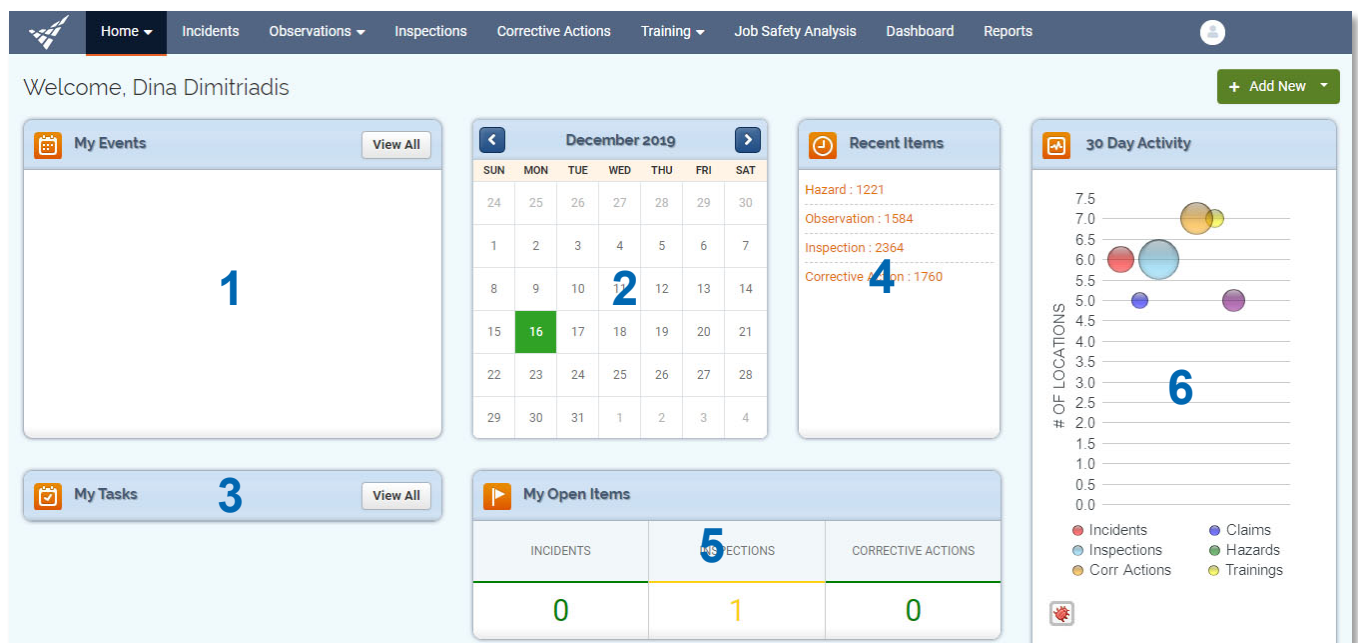 Home
Incidents
Observations
Inspections
Corrective Actions
Training
Job Safety Analysis
Dashboard
Reports
Welcome, Dina Dimitriadis
+ Add New
My Events
View All
1
December 2019
SUN MON TUE WED THU FRI SAT
24 25 26 27 28 29 30
1 2 3 4 5 6 7
8 9 10 11 12 13 14
15 16 17 18 19 20 21
22 23 24 25 26 27 28
29 30 31 1 2 3 4
2
Recent Items
Hazard : 1221
Observation : 1584
Inspection : 2364
Corrective Action : 1760
4
30 Day Activity
# OF LOCATIONS
7.5
7.0
6.5
6.0
5.5
5.0
4.5
4.0
3.5
3.0
2.5
2.0
1.5
1.0
0.5
0.0
6
Incidents
Claims
Inspections
Hazards
Corr Actions
Trainings
My Tasks
3
View All
My Open Items
5
INCIDENTS
INSPECTIONS
CORRECTIVE ACTIONS
0
1
0